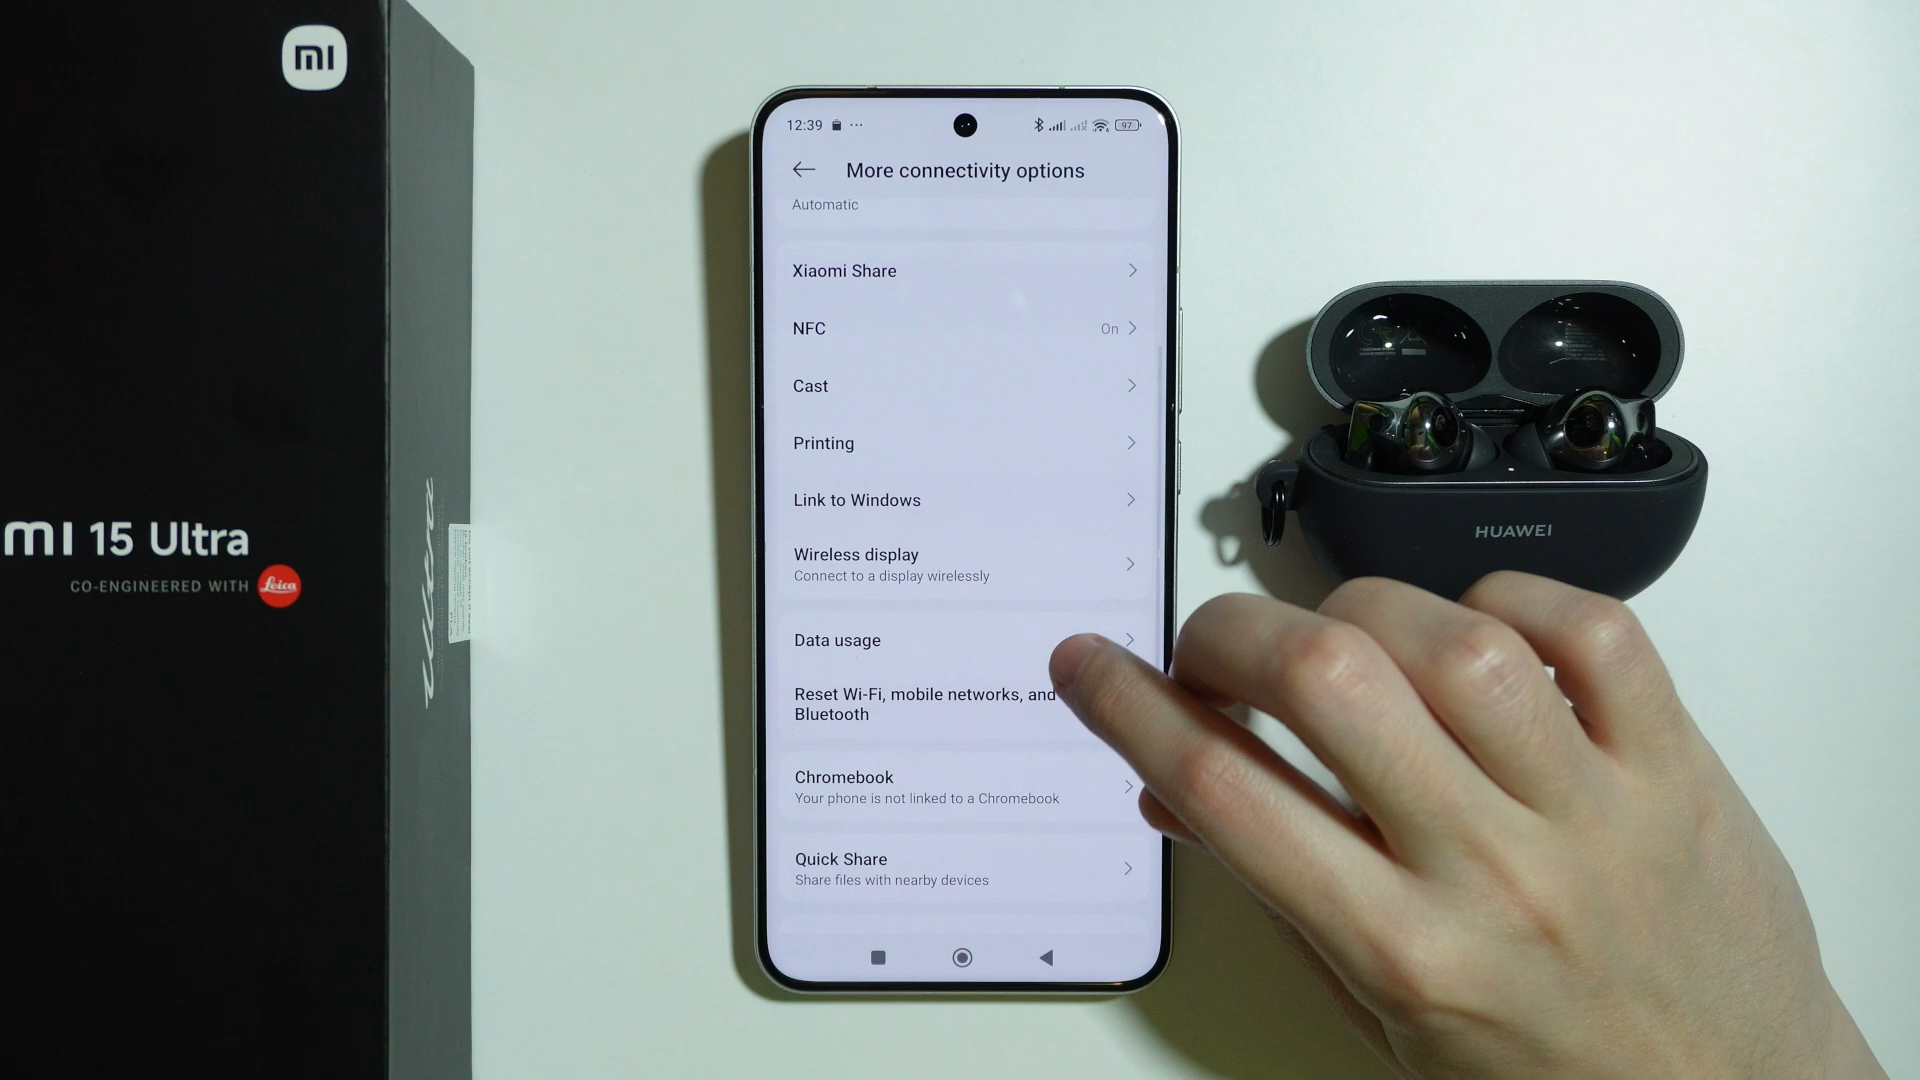 mi
mi 15 Ultra
CO-ENGINEERED WITH Leica
Ultra
12:39
97
More connectivity options
Automatic
Xiaomi Share
NFC
On
Cast
Printing
Link to Windows
Wireless display
Connect to a display wirelessly
Data usage
Reset Wi-Fi, mobile networks, and
Bluetooth
Chromebook
Your phone is not linked to a Chromebook
Quick Share
Share files with nearby devices
HUAWEI